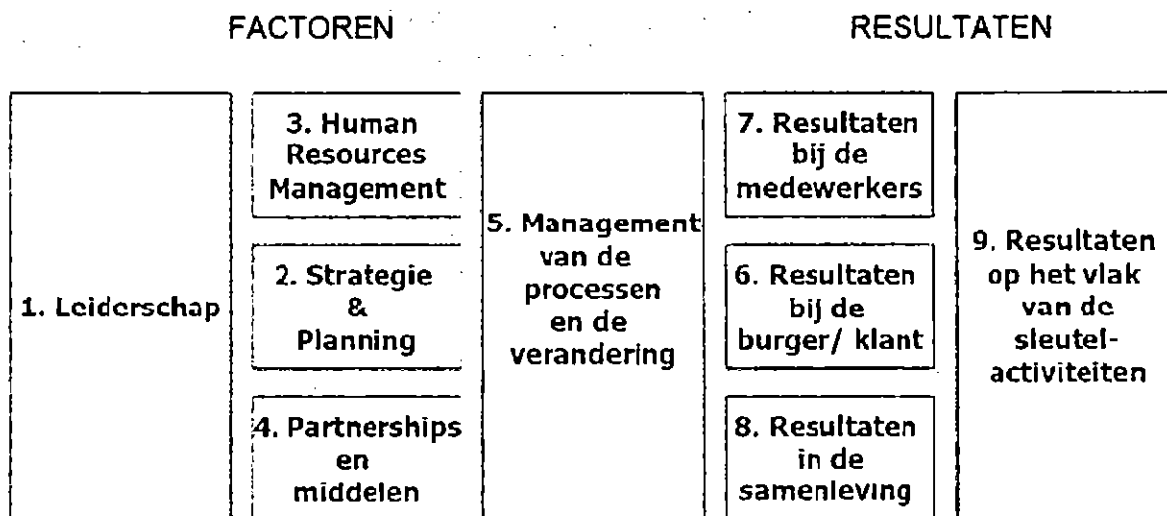 FACTOREN
RESULTATEN
1. Leiderschap
3. Human
Resources
Management
2. Strategie
&
Planning
4. Partnerships
en
middelen
5. Management
van de
processen
en de
verandering
7. Resultaten
bij de
medewerkers
6. Resultaten
bij de
burger/ klant
8. Resultaten
in de
samenleving
9. Resultaten
op het vlak
van de
sleutel-
activiteiten